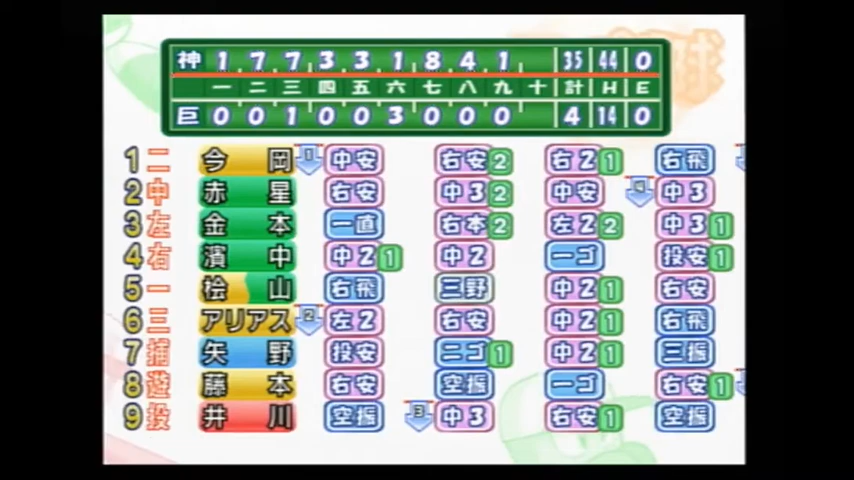 神 1 7 7 3 3 1 8 4 1 35 44 0
一 二 三 四 五 六 七 八 九 十 計 H E
巨 0 0 1 0 0 3 0 0 0 4 14 0
1 二 今岡 1 中安 右安 2 右2 1 右飛
2 中 赤星 右安 中3 2 中安 4 中3
3 左 金本 一直 右本 2 左2 2 中3 1
4 右 濱中 中2 1 中2 一ゴ 投安 1
5 一 桧山 右飛 三野 中2 1 右安
6 三 アリアス 2 左2 右安 中2 1 右飛
7 捕 矢野 投安 二ゴ 1 中2 1 三振
8 遊 藤本 右安 空振 一ゴ 右安 1
9 投 井川 空振 3 中3 右安 1 空振